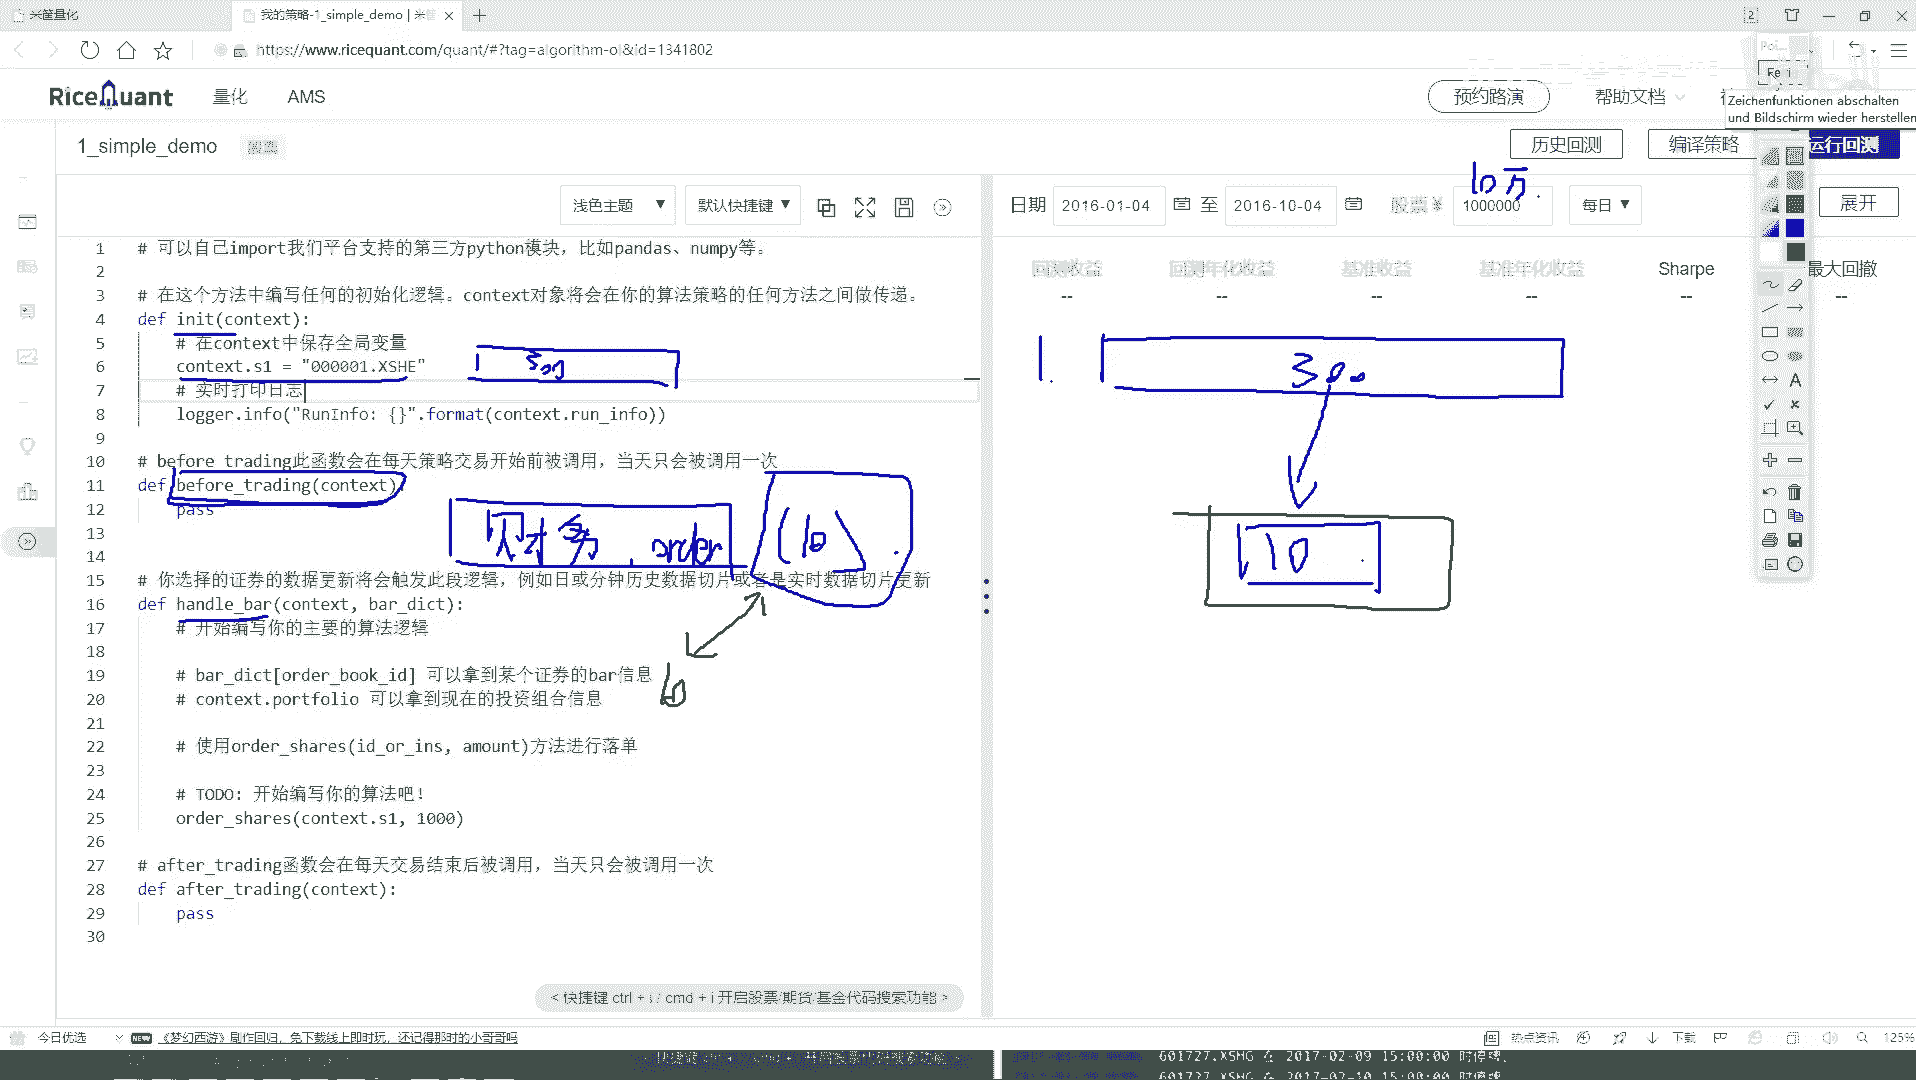 米筐量化
我的策略-1_simple_demo | 米筐
https://www.ricequant.com/quant/#?tag=algorithm-ol&id=1341802
RiceQuant
量化
AMS
预约路演
帮助文档
Zeichenfunktionen abschalten
und Bildschirm wieder herstellen
1_simple_demo
股票
历史回测
编译策略
运行回测
10万
浅色主题
默认快捷键
日期 2016-01-04 至 2016-10-04 股票¥ 1000000 每日
展开
回测收益 回测年化收益 基准收益 基准年化收益 Sharpe 最大回撤
-- -- -- -- -- --
1 # 可以自己import我们平台支持的第三方python模块，比如pandas、numpy等。
2
3 # 在这个方法中编写任何的初始化逻辑。context对象将会在你的算法策略的任何方法之间做传递。
4 def init(context):
5 # 在context中保存全局变量
6 context.s1 = "000001.XSHE"
7 # 实时打印日志
8 logger.info("RunInfo: {}".format(context.run_info))
9
10 # before_trading此函数会在每天策略交易开始前被调用，当天只会被调用一次
11 def before_trading(context):
12 pass
13
14
15 # 你选择的证券的数据更新将会触发此段逻辑，例如日或分钟历史数据切片或者是实时数据切片更新
16 def handle_bar(context, bar_dict):
17 # 开始编写你的主要的算法逻辑
18
19 # bar_dict[order_book_id] 可以拿到某个证券的bar信息
20 # context.portfolio 可以拿到现在的投资组合信息
21
22 # 使用order_shares(id_or_ins, amount)方法进行落单
23
24 # TODO: 开始编写你的算法吧！
25 order_shares(context.s1, 1000)
26
27 # after_trading函数会在每天交易结束后被调用，当天只会被调用一次
28 def after_trading(context):
29 pass
30
300
财务 order
(10)
10
1.
300
10
< 快捷键 ctrl + i / cmd + i 开启股票/期货/基金代码搜索功能 >
今日优选
NEW
《梦幻西游》剧作回归，免下载线上即时玩，还记得那时的小哥哥吗
热点资讯
下载
125%
601727.XSHG 在 2017-02-09 15:00:00 时停牌。
601727.XSHG 在 2017-02-10 15:00:00 时停牌。